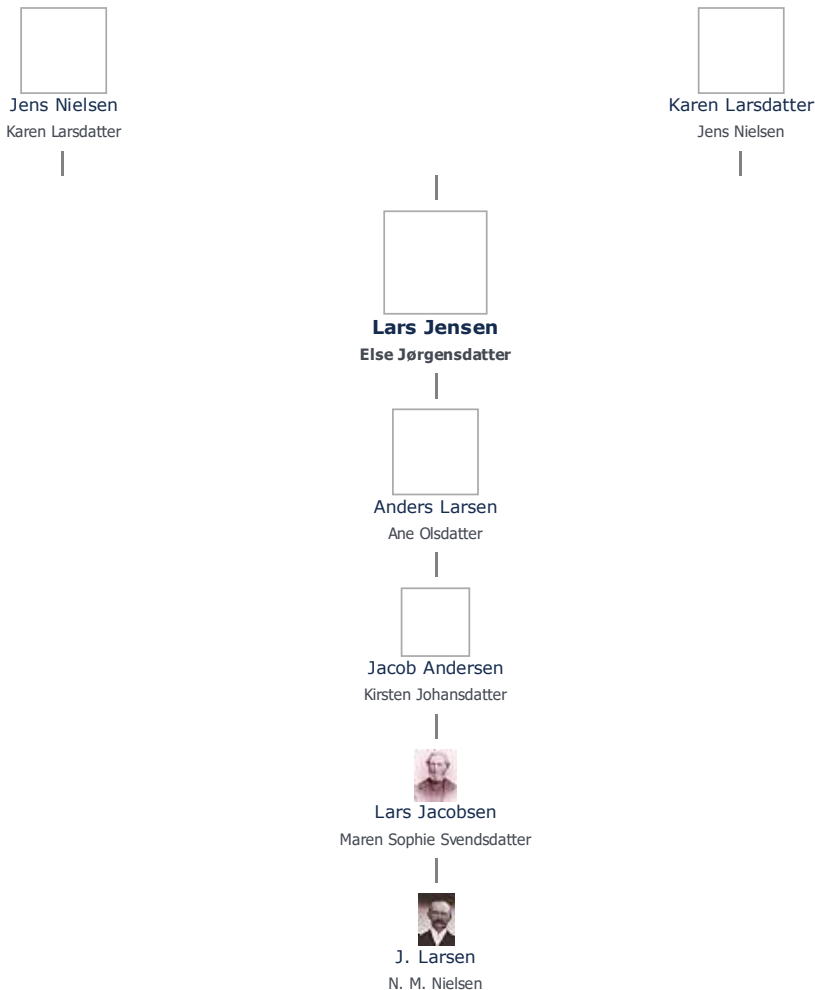 Jens Nielsen
Karen Larsdatter
Karen Larsdatter
Jens Nielsen
Lars Jensen
Else Jørgensdatter
Anders Larsen
Ane Olsdatter
Jacob Andersen
Kirsten Johansdatter
Lars Jacobsen
Maren Sophie Svendsdatter
J. Larsen
N. M. Nielsen